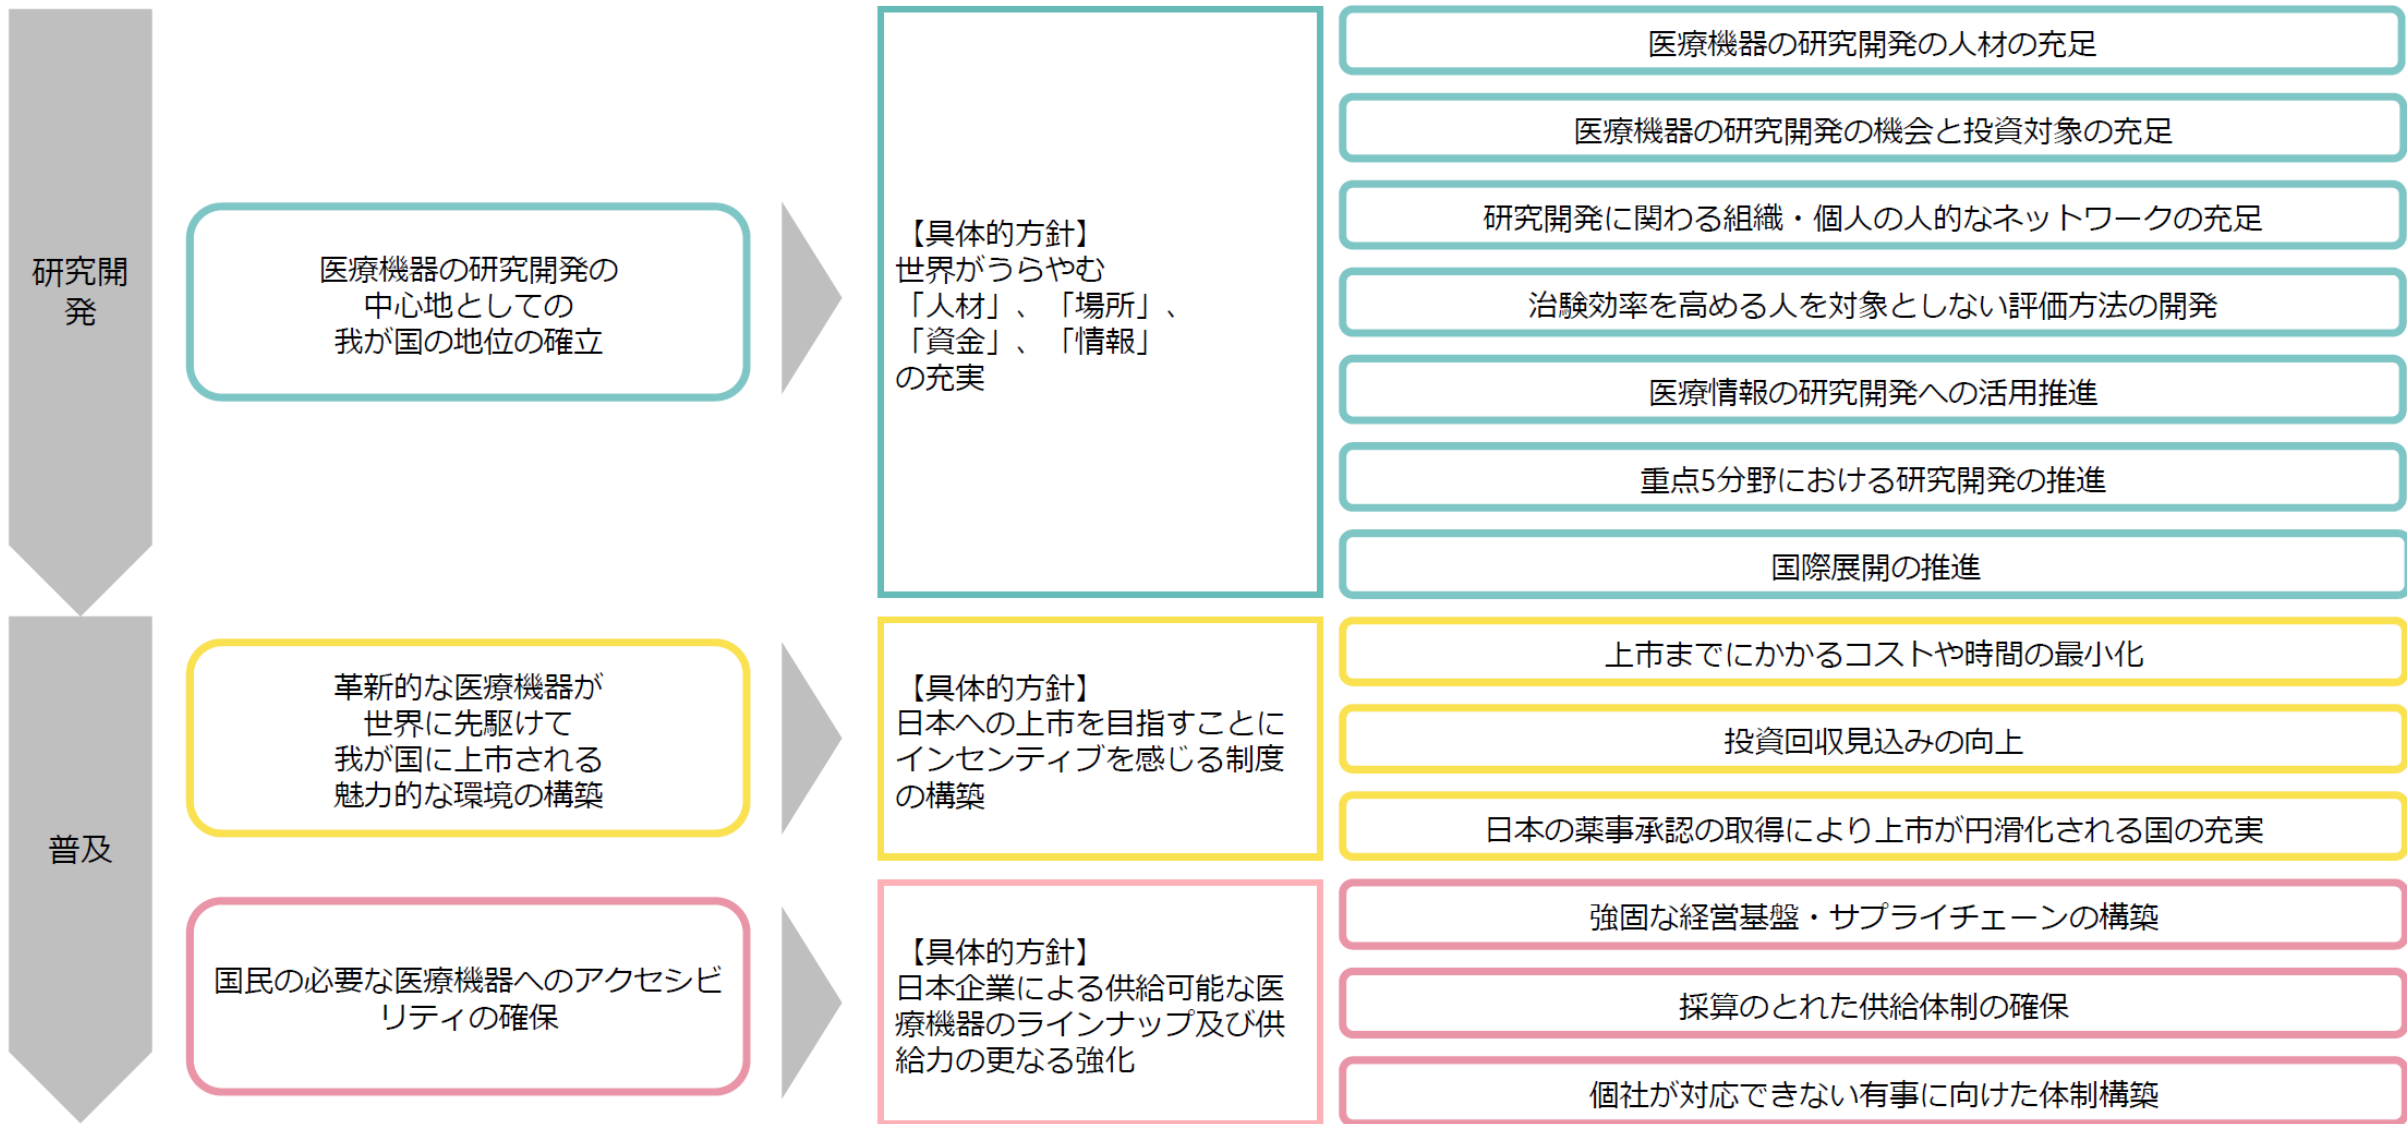 研究開
発
医療機器の研究開発の
中心地としての
我が国の地位の確立
【具体的方針】
世界がうらやむ
「人材」、「場所」、
「資金」、「情報」
の充実
医療機器の研究開発の人材の充足
医療機器の研究開発の機会と投資対象の充足
研究開発に関わる組織・個人の人的なネットワークの充足
治験効率を高める人を対象としない評価方法の開発
医療情報の研究開発への活用推進
重点5分野における研究開発の推進
国際展開の推進
普及
革新的な医療機器が
世界に先駆けて
我が国に上市される
魅力的な環境の構築
【具体的方針】
日本への上市を目指すことに
インセンティブを感じる制度
の構築
上市までにかかるコストや時間の最小化
投資回収見込みの向上
日本の薬事承認の取得により上市が円滑化される国の充実
国民の必要な医療機器へのアクセシビ
リティの確保
【具体的方針】
日本企業による供給可能な医
療機器のラインナップ及び供
給力の更なる強化
強固な経営基盤・サプライチェーンの構築
採算のとれた供給体制の確保
個社が対応できない有事に向けた体制構築